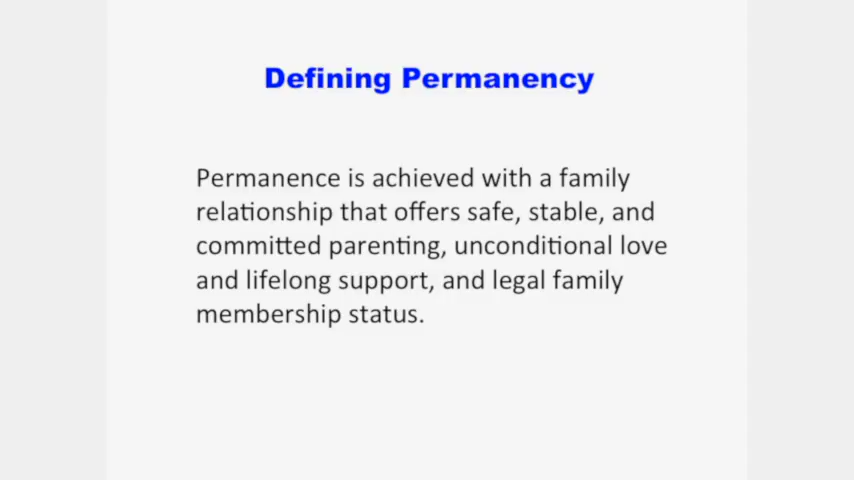 Defining Permanency
Permanence is achieved with a family
relationship that offers safe, stable, and
committed parenting, unconditional love
and lifelong support, and legal family
membership status.